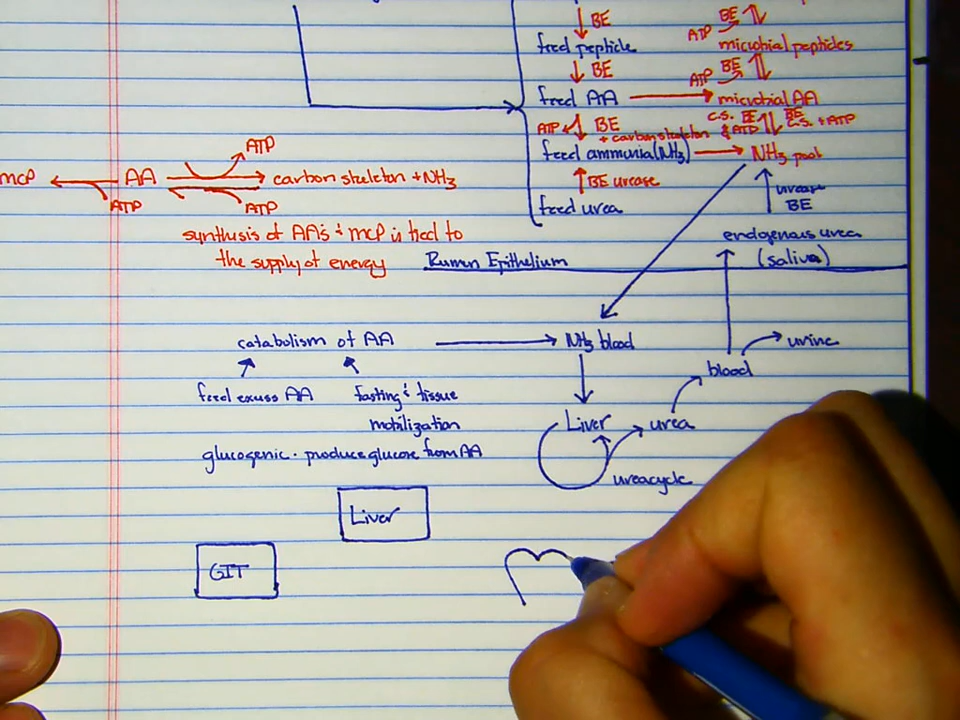 BE
BE
feed peptide
ATP
microbial peptides
BE
BE
ATP
feed AA
microbial AA
ATP
BE
+ carbon skeleton
c.s. BE
& ATP
BE
c.s. + ATP
feed ammonia (NH3)
NH3 pool
ATP
mcp
AA
carbon skeleton + NH3
ATP
ATP
BE urease
urease
BE
feed urea
synthesis of AA's & mcp is tied to
the supply of energy
endogenous urea
(saliva)
Rumen Epithelium
catabolism of AA
NH3 blood
urine
blood
feed excess AA
fasting & tissue
mobilization
Liver
urea
glucogenic · produce glucose from AA
ureacycle
Liver
GIT